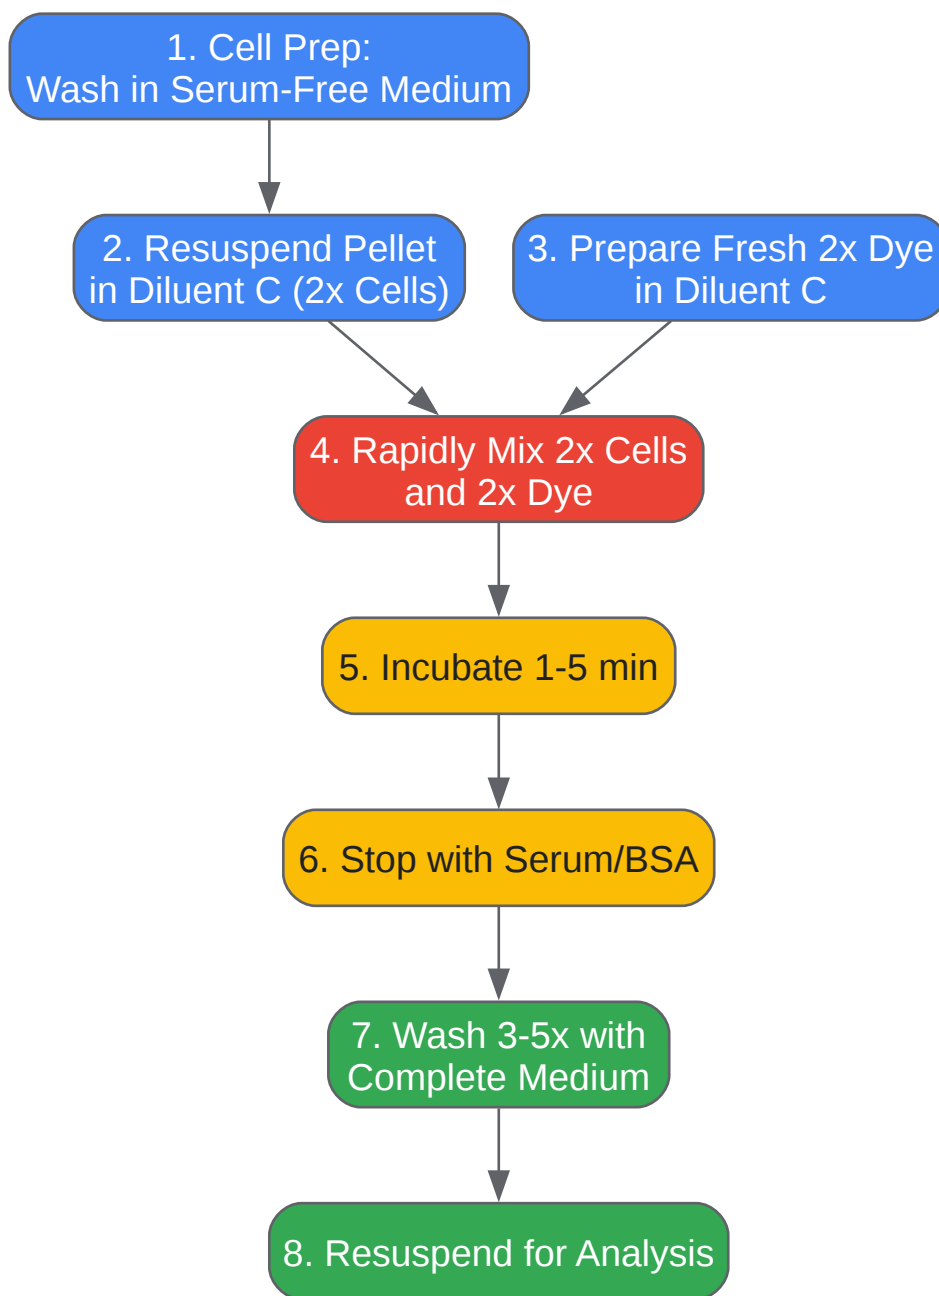 1. Cell Prep:
Wash in Serum-Free Medium
2. Resuspend Pellet
in Diluent C (2x Cells)
3. Prepare Fresh 2x Dye
in Diluent C
4. Rapidly Mix 2x Cells
and 2x Dye
5. Incubate 1-5 min
6. Stop with Serum/BSA
7. Wash 3-5x with
Complete Medium
8. Resuspend for Analysis